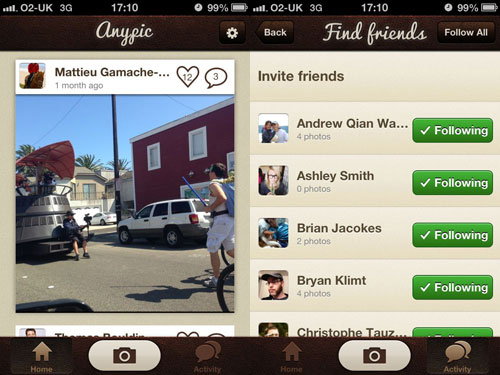 O2-UK 3G 17:10 99%
Anypic
Mattieu Gamache-...
1 month ago
12
3
Home
Activity
O2-UK 3G 17:10 99%
Back
Find friends
Follow All
Invite friends
Andrew Qian Wa...
4 photos
Following
Ashley Smith
0 photos
Following
Brian Jacokes
2 photos
Following
Bryan Klimt
4 photos
Following
Christophe Tauz...
Following
Home
Activity